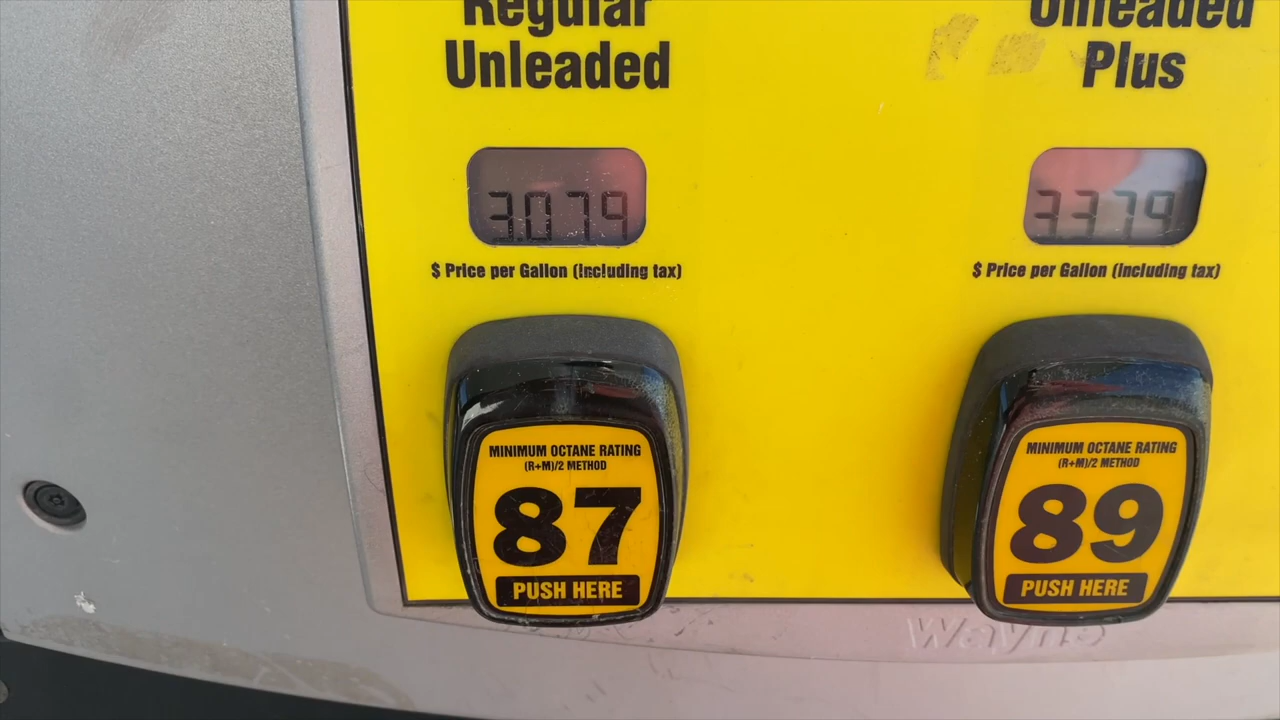 Regular
Unleaded
Unleaded
Plus
3.079
3.379
$ Price per Gallon (including tax)
$ Price per Gallon (including tax)
MINIMUM OCTANE RATING
(R+M)/2 METHOD
87
PUSH HERE
MINIMUM OCTANE RATING
(R+M)/2 METHOD
89
PUSH HERE
Wayne